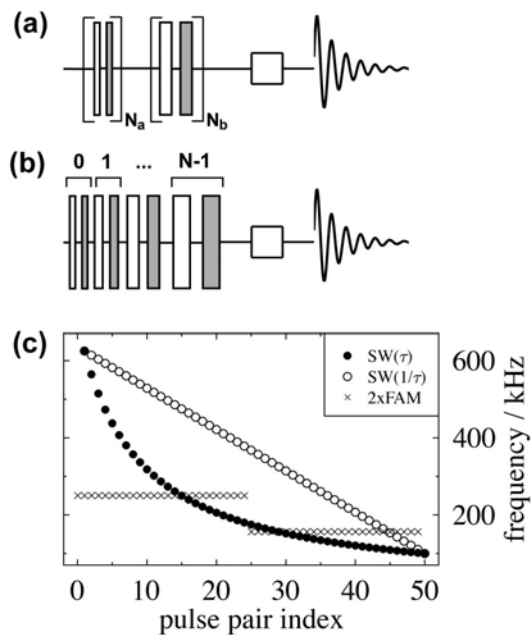 (a)
Nₐ
N_b
(b)
0 1 ... N-1
(c)
SW(τ)
SW(1/τ)
2xFAM
600
400
200
frequency / kHz
0 10 20 30 40 50
pulse pair index